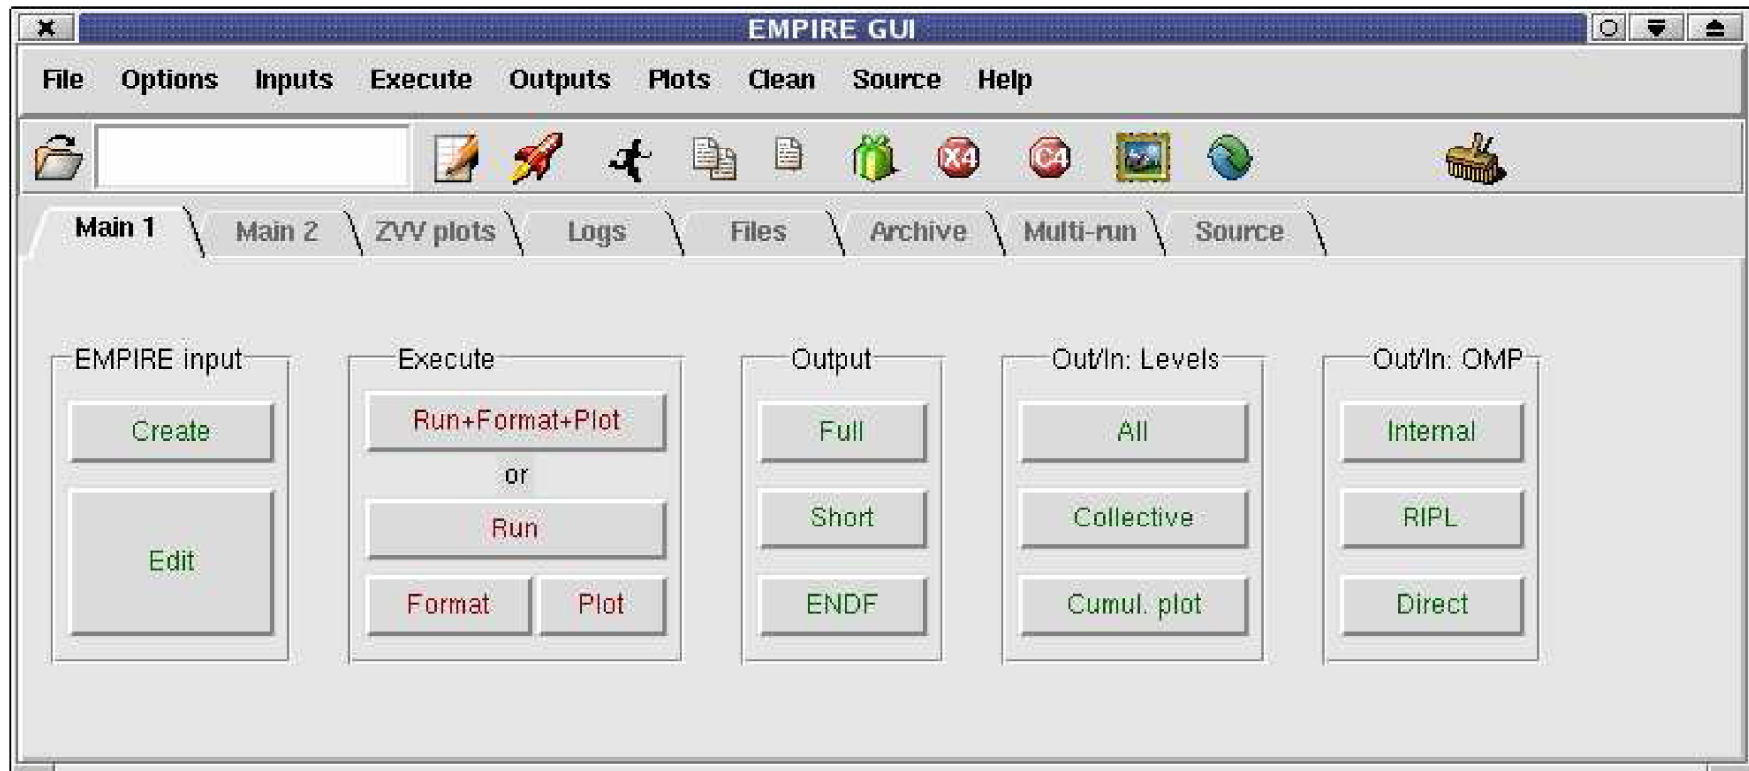 EMPIRE GUI
File Options Inputs Execute Outputs Plots Clean Source Help
X4 C4
Main 1 Main 2 ZVV plots Logs Files Archive Multi-run Source
EMPIRE input Execute Output Out/In: Levels Out/In: OMP
Create Run+Format+Plot Full All Internal
or
Edit Run Short Collective RIPL
Format Plot ENDF Cumul. plot Direct